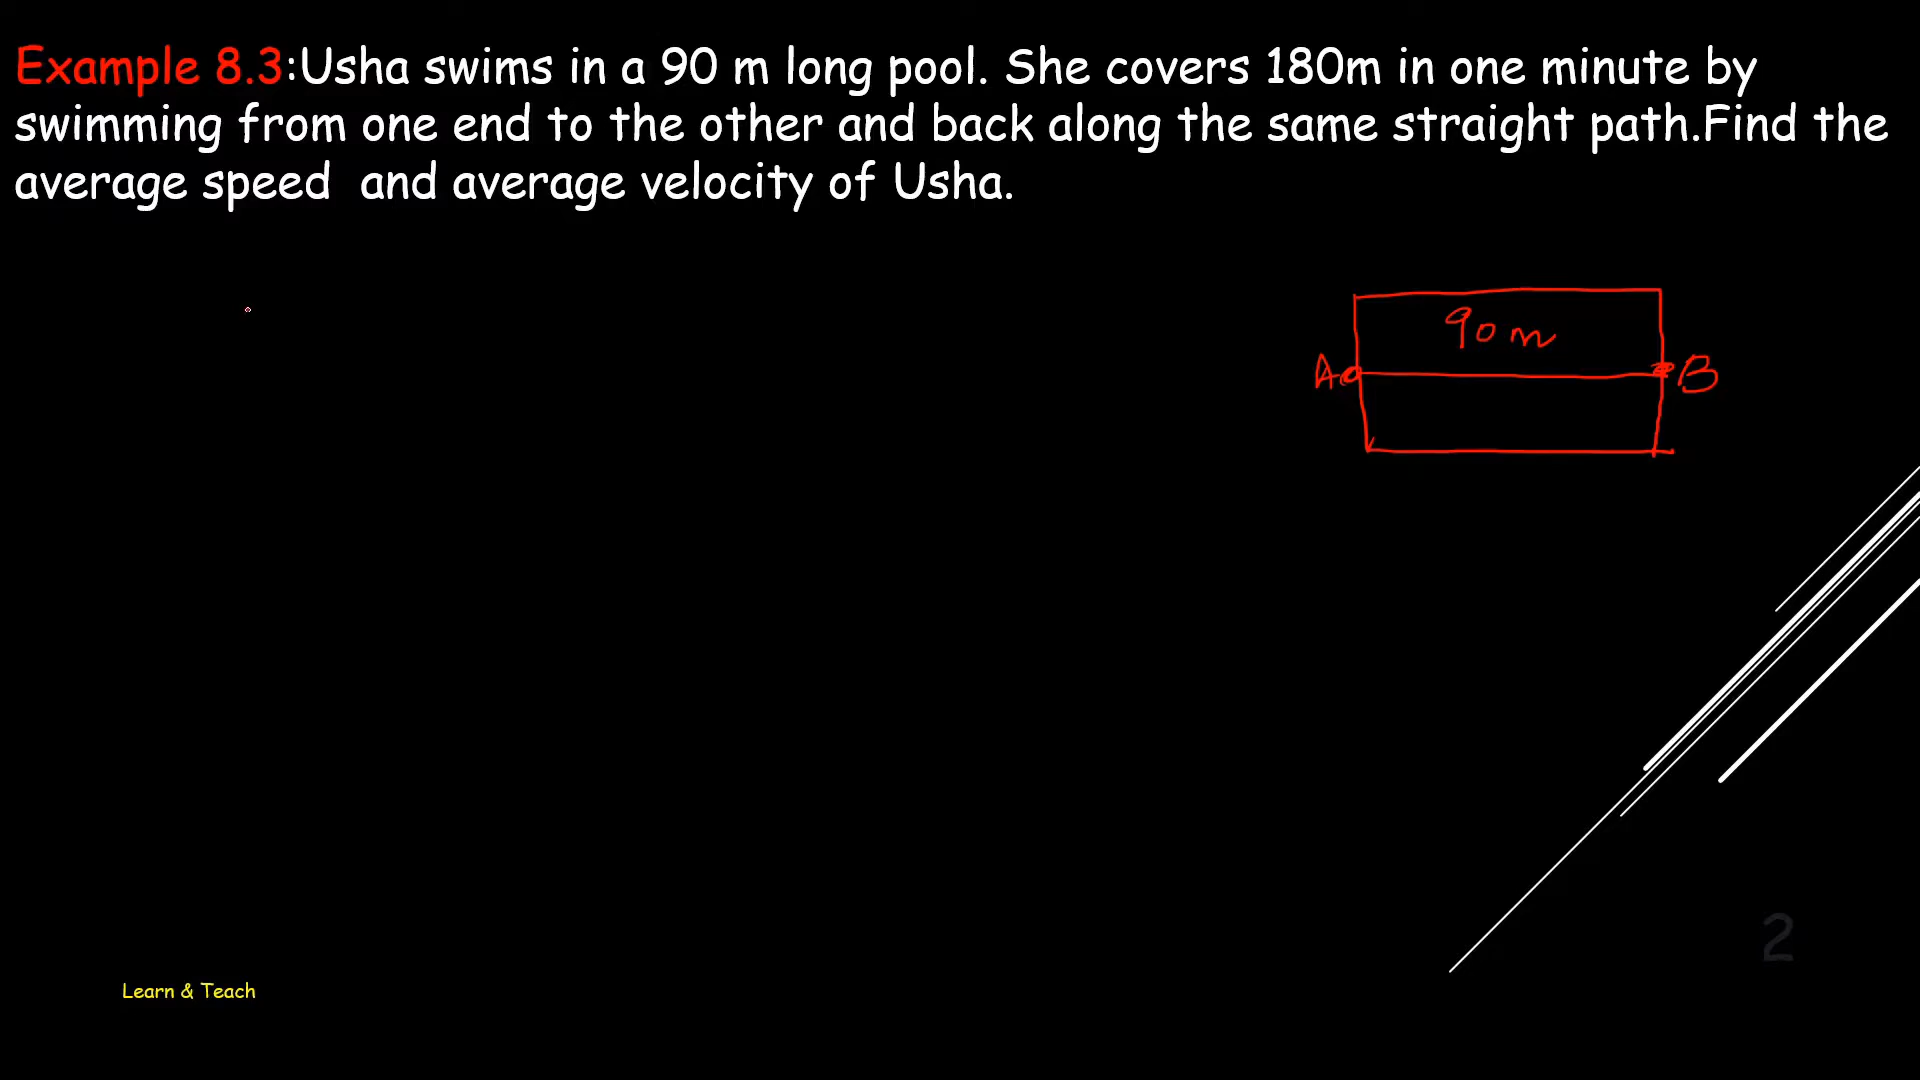 Example 8.3:Usha swims in a 90 m long pool. She covers 180m in one minute by
swimming from one end to the other and back along the same straight path.Find the
average speed  and average velocity of Usha.
90 m
A
B
2
Learn & Teach